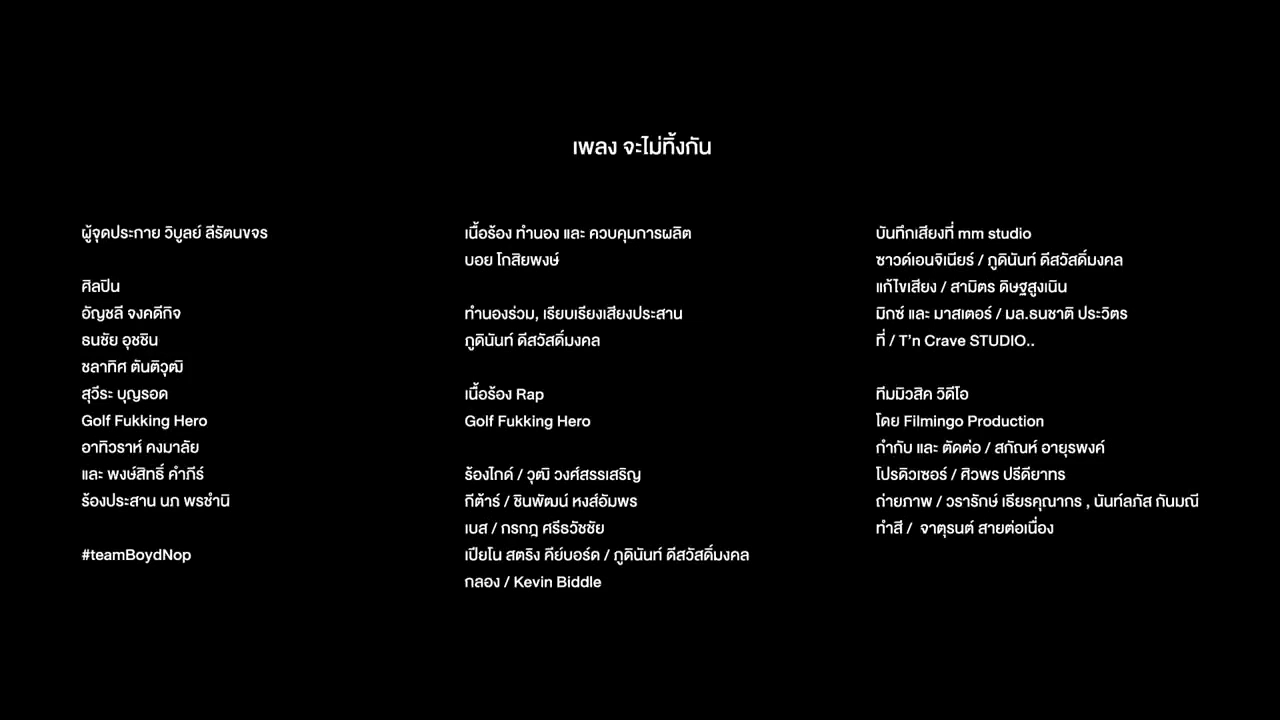 เพลง จะไม่ทิ้งกัน
ผู้จุดประกาย วิบูลย์ ลีรัตนขจร
ศิลปิน
อัญชลี จงคดีกิจ
ธนชัย อุชชิน
ชลาทิศ ตันติวุฒิ
สุวีระ บุญรอด
Golf Fukking Hero
อาทิวราห์ คงมาลัย
และ พงษ์สิทธิ์ คำภีร์
ร้องประสาน นภ พรชำนิ
#teamBoydNop
เนื้อร้อง ทำนอง และ ควบคุมการผลิต
บอย โกสิยพงษ์
ทำนองร่วม, เรียบเรียงเสียงประสาน
ภูดินันท์ ดีสวัสดิ์มงคล
เนื้อร้อง Rap
Golf Fukking Hero
ร้องไกด์ / วุฒิ วงศ์สรรเสริญ
กีต้าร์ / ชินพัฒน์ หงส์อัมพร
เบส / กรกฎ ศรีธวัชชัย
เปียโน สตริง คีย์บอร์ด / ภูดินันท์ ดีสวัสดิ์มงคล
กลอง / Kevin Biddle
บันทึกเสียงที่ mm studio
ซาวด์เอนจิเนียร์ / ภูดินันท์ ดีสวัสดิ์มงคล
แก้ไขเสียง / สามิตร ดิษฐสูงเนิน
มิกซ์ และ มาสเตอร์ / มล.ธนชาติ ประวิตร
ที่ / T’n Crave STUDIO..
ทีมมิวสิค วิดีโอ
โดย Filmingo Production
กำกับ และ ตัดต่อ / สกัณห์ อายุรพงค์
โปรดิวเซอร์ / ศิวพร ปรีดียาทร
ถ่ายภาพ / วรารักษ์ เธียรคุณากร , นันท์ลภัส กันมณี
ทำสี / จาตุรนต์ สายต่อเนื่อง